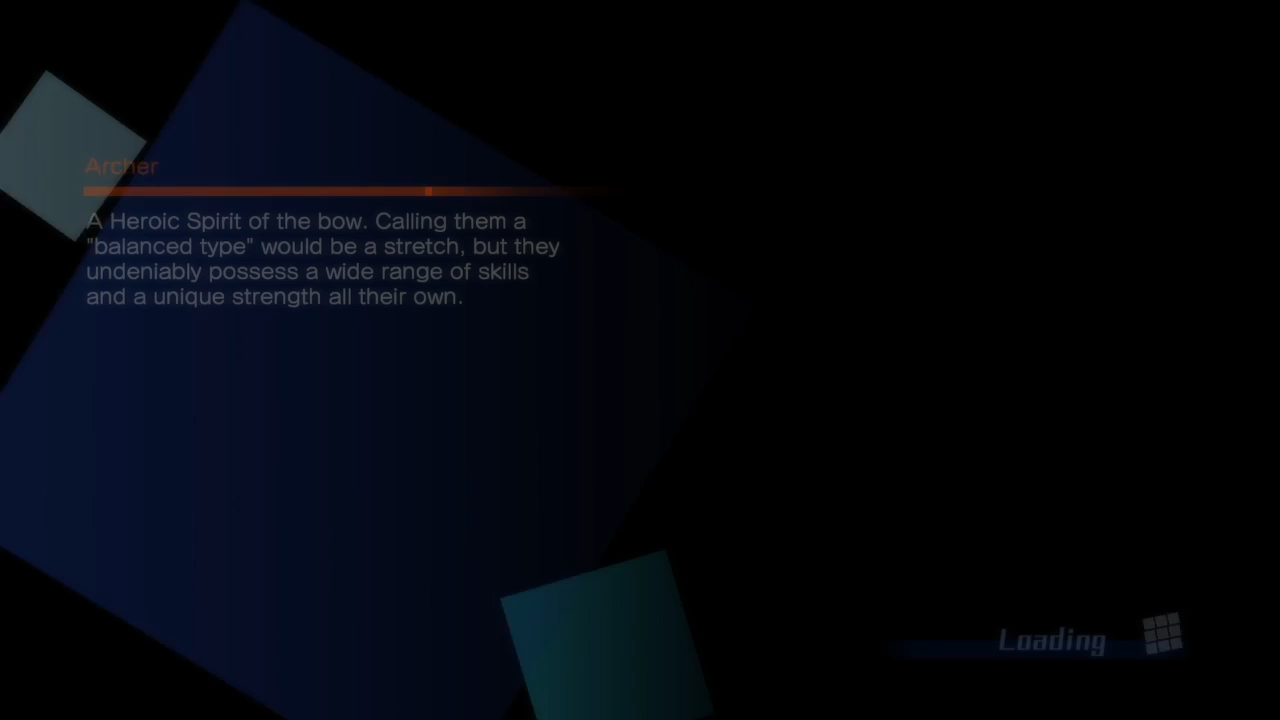 Archer
A Heroic Spirit of the bow. Calling them a
"balanced type" would be a stretch, but they
undeniably possess a wide range of skills
and a unique strength all their own.
Loading